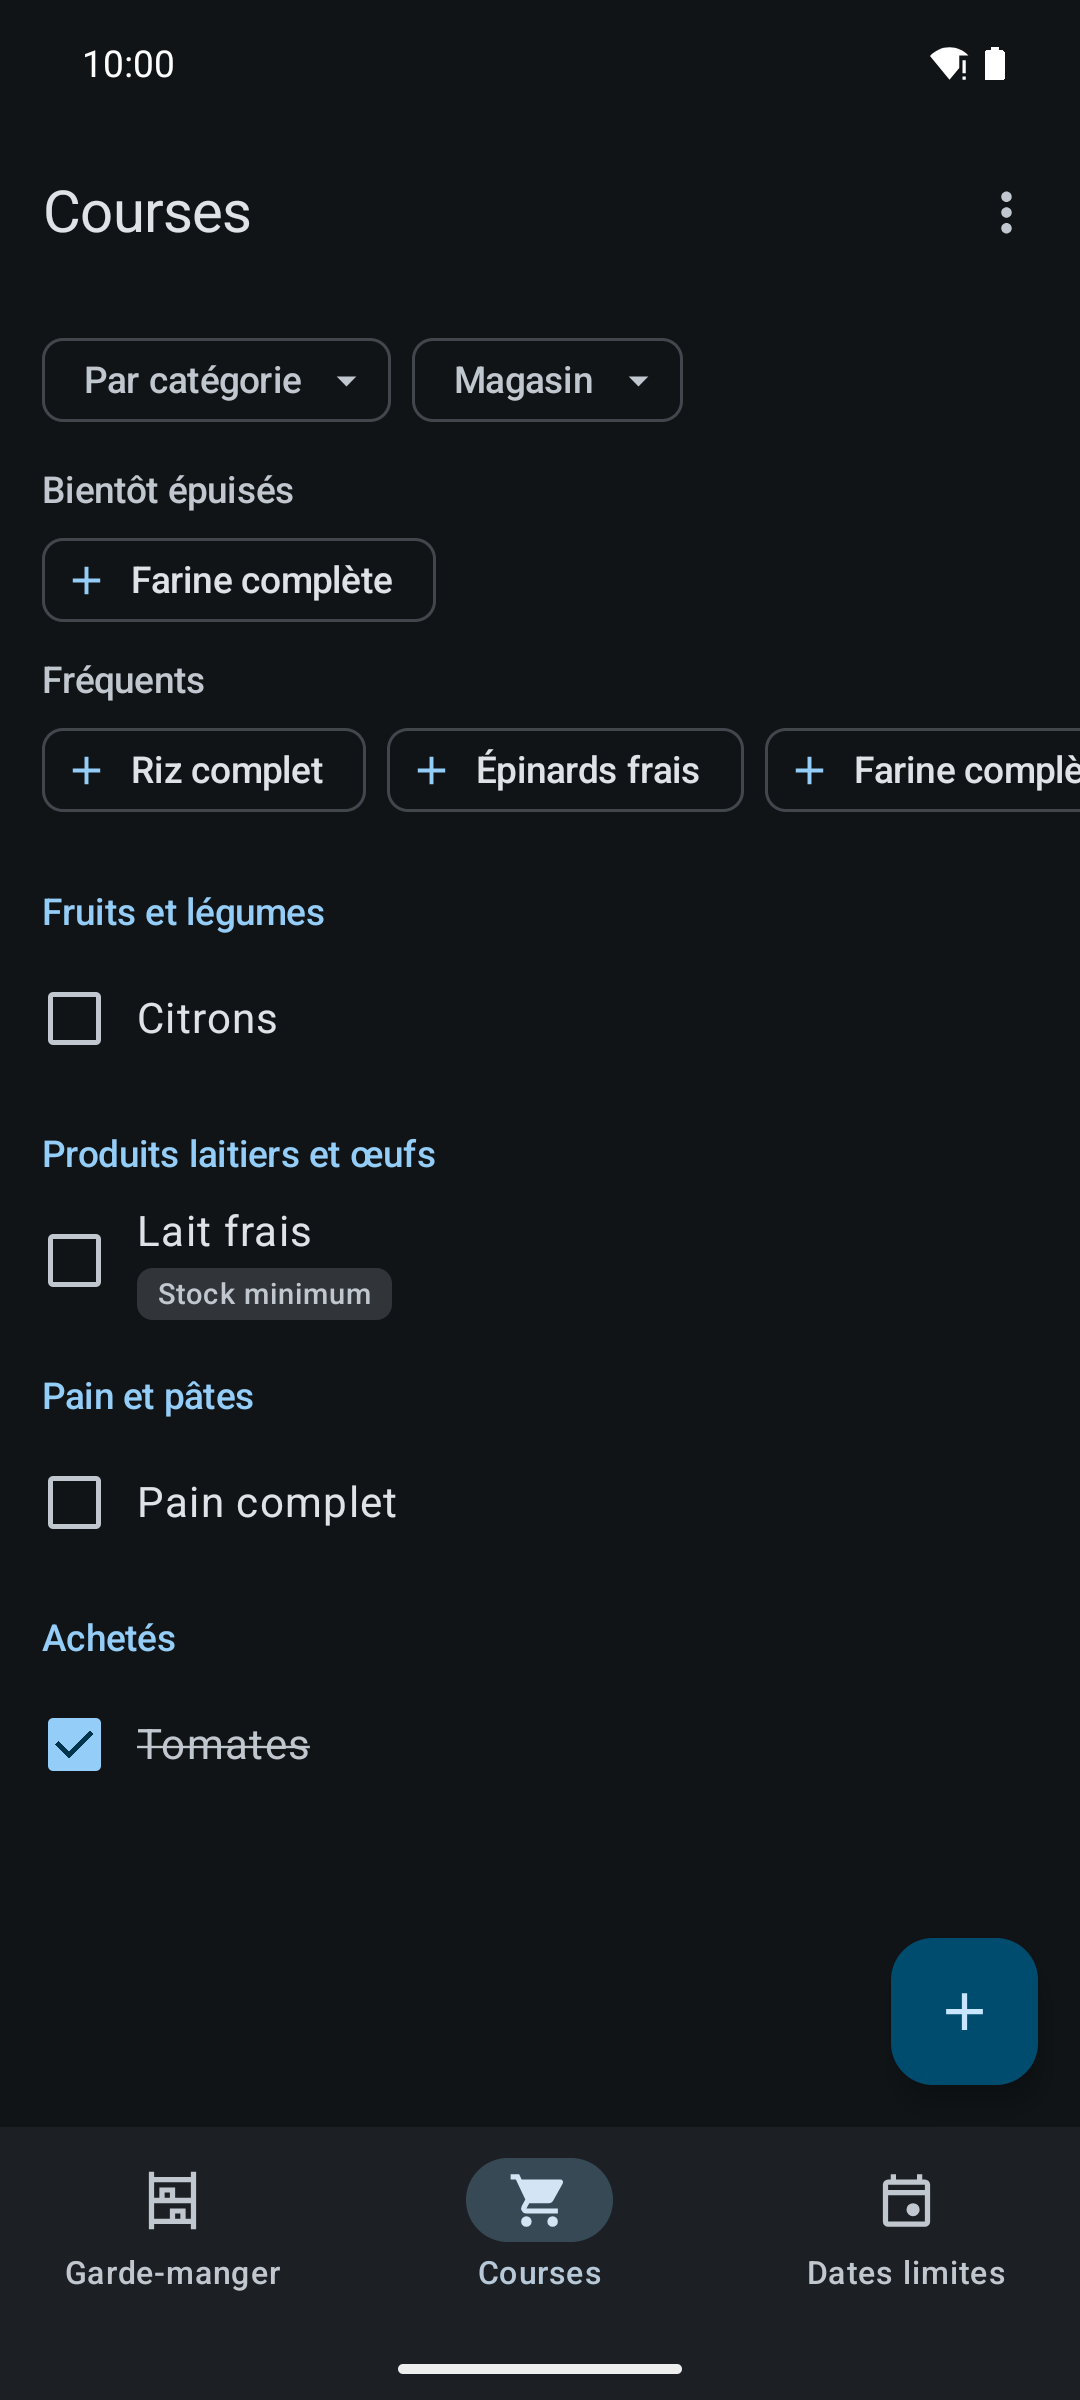 10:00
Courses
Par catégorie
Magasin
Bientôt épuisés
Farine complète
Fréquents
Riz complet
Épinards frais
Farine complè
Fruits et légumes
Citrons
Produits laitiers et œufs
Lait frais
Stock minimum
Pain et pâtes
Pain complet
Achetés
Tomates
Garde-manger
Courses
Dates limites